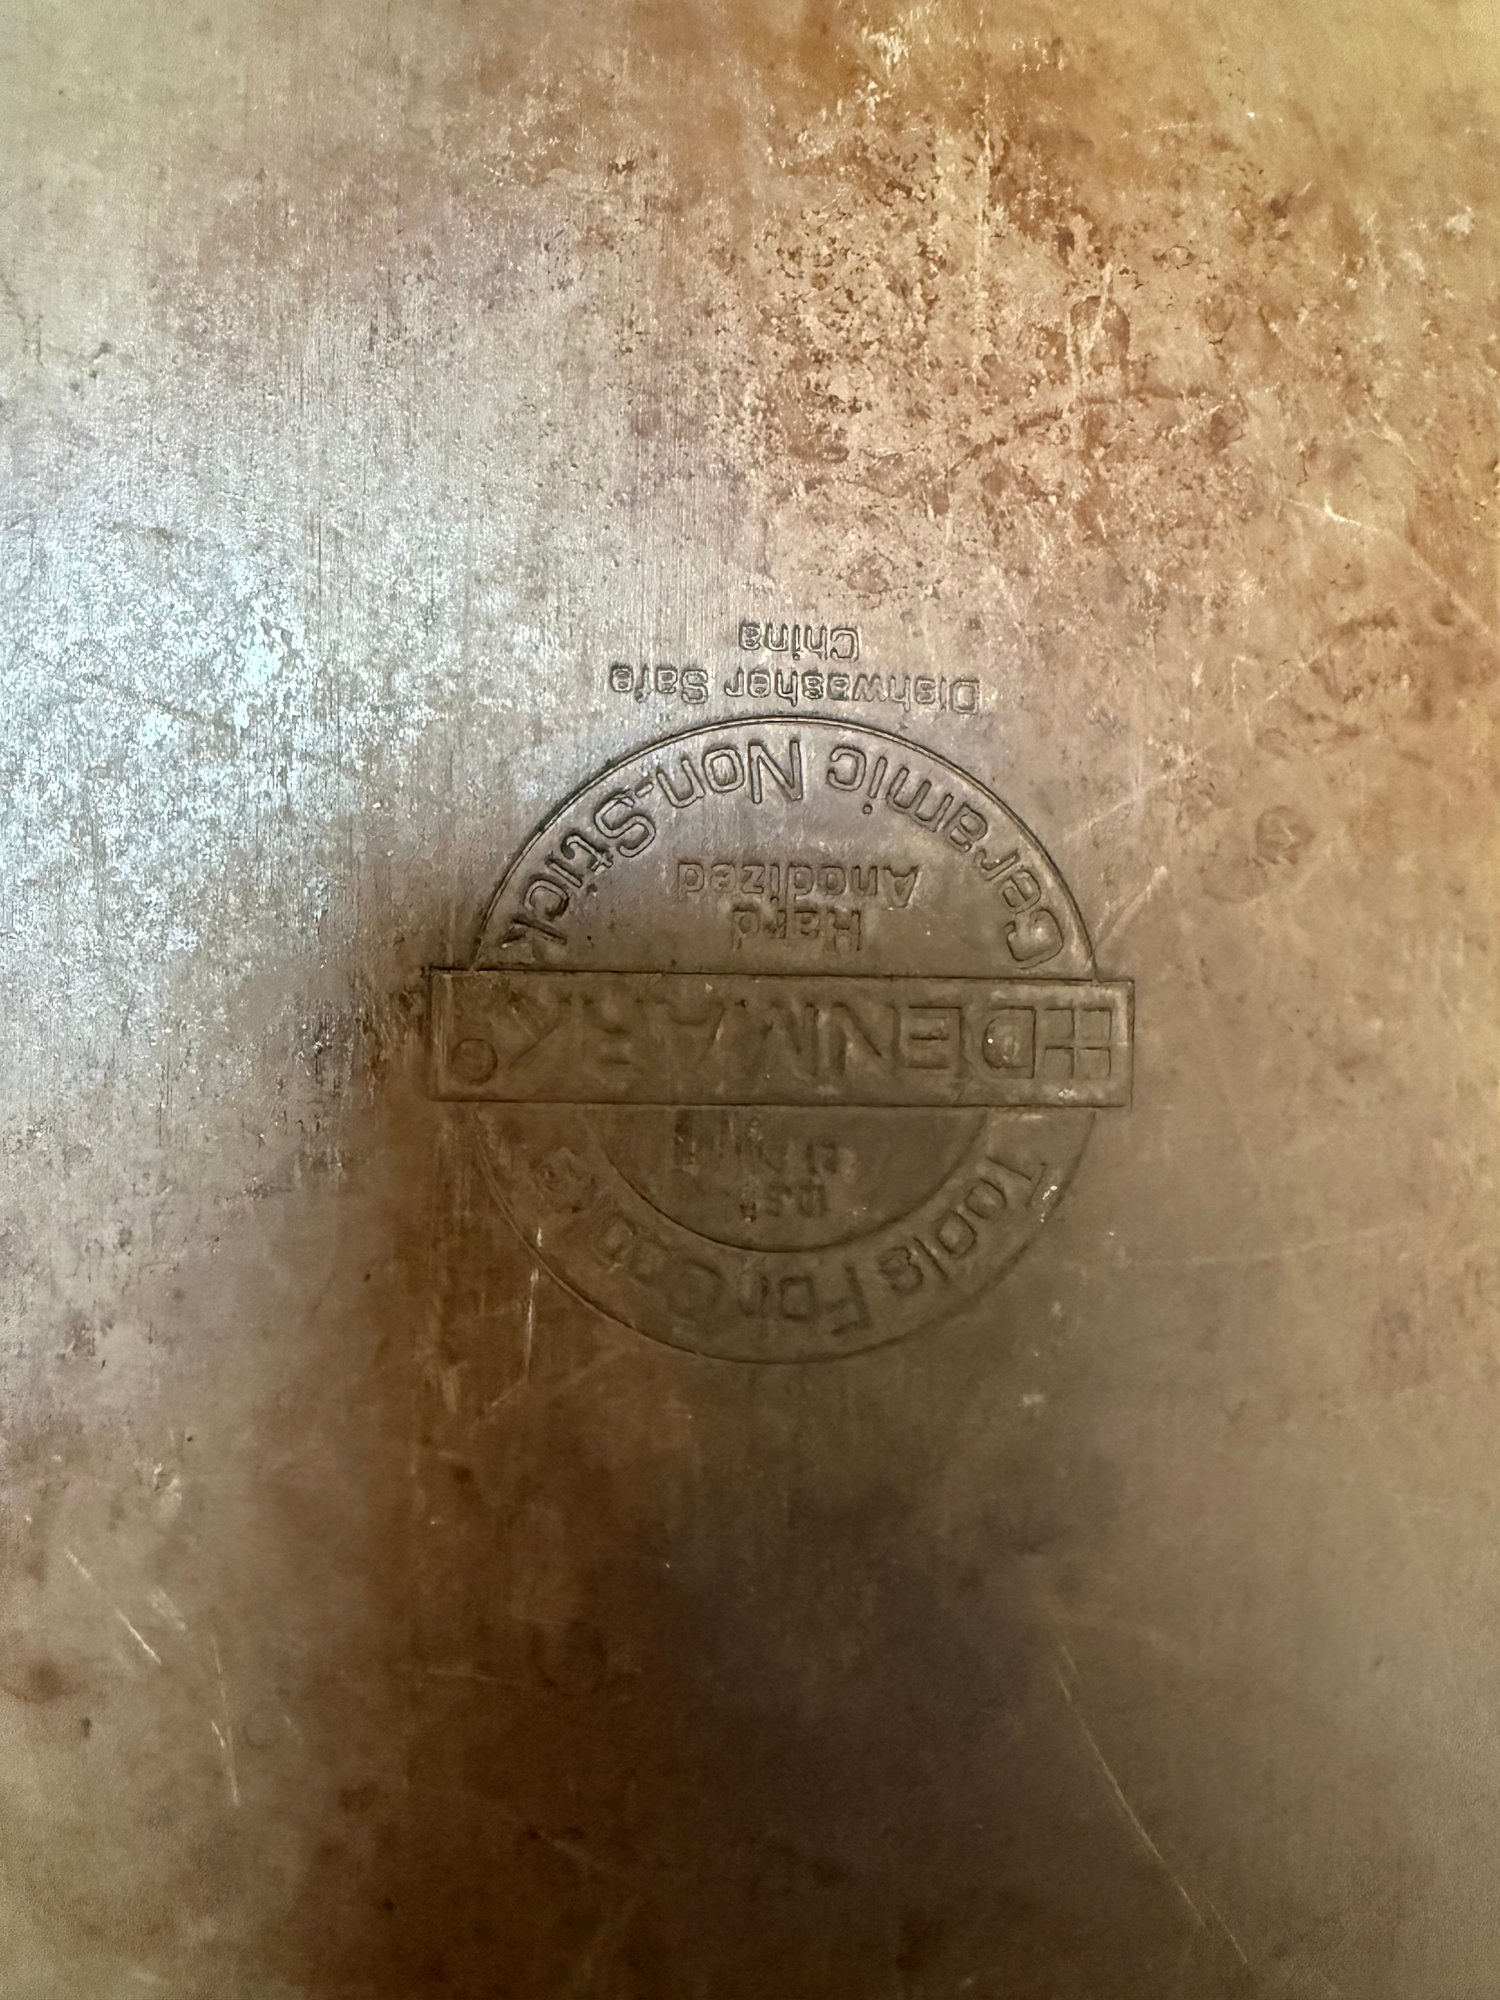 Tools For Cooks
DENMARK®
Hard
Anodized
Ceramic Non-Stick
Dishwasher Safe
China